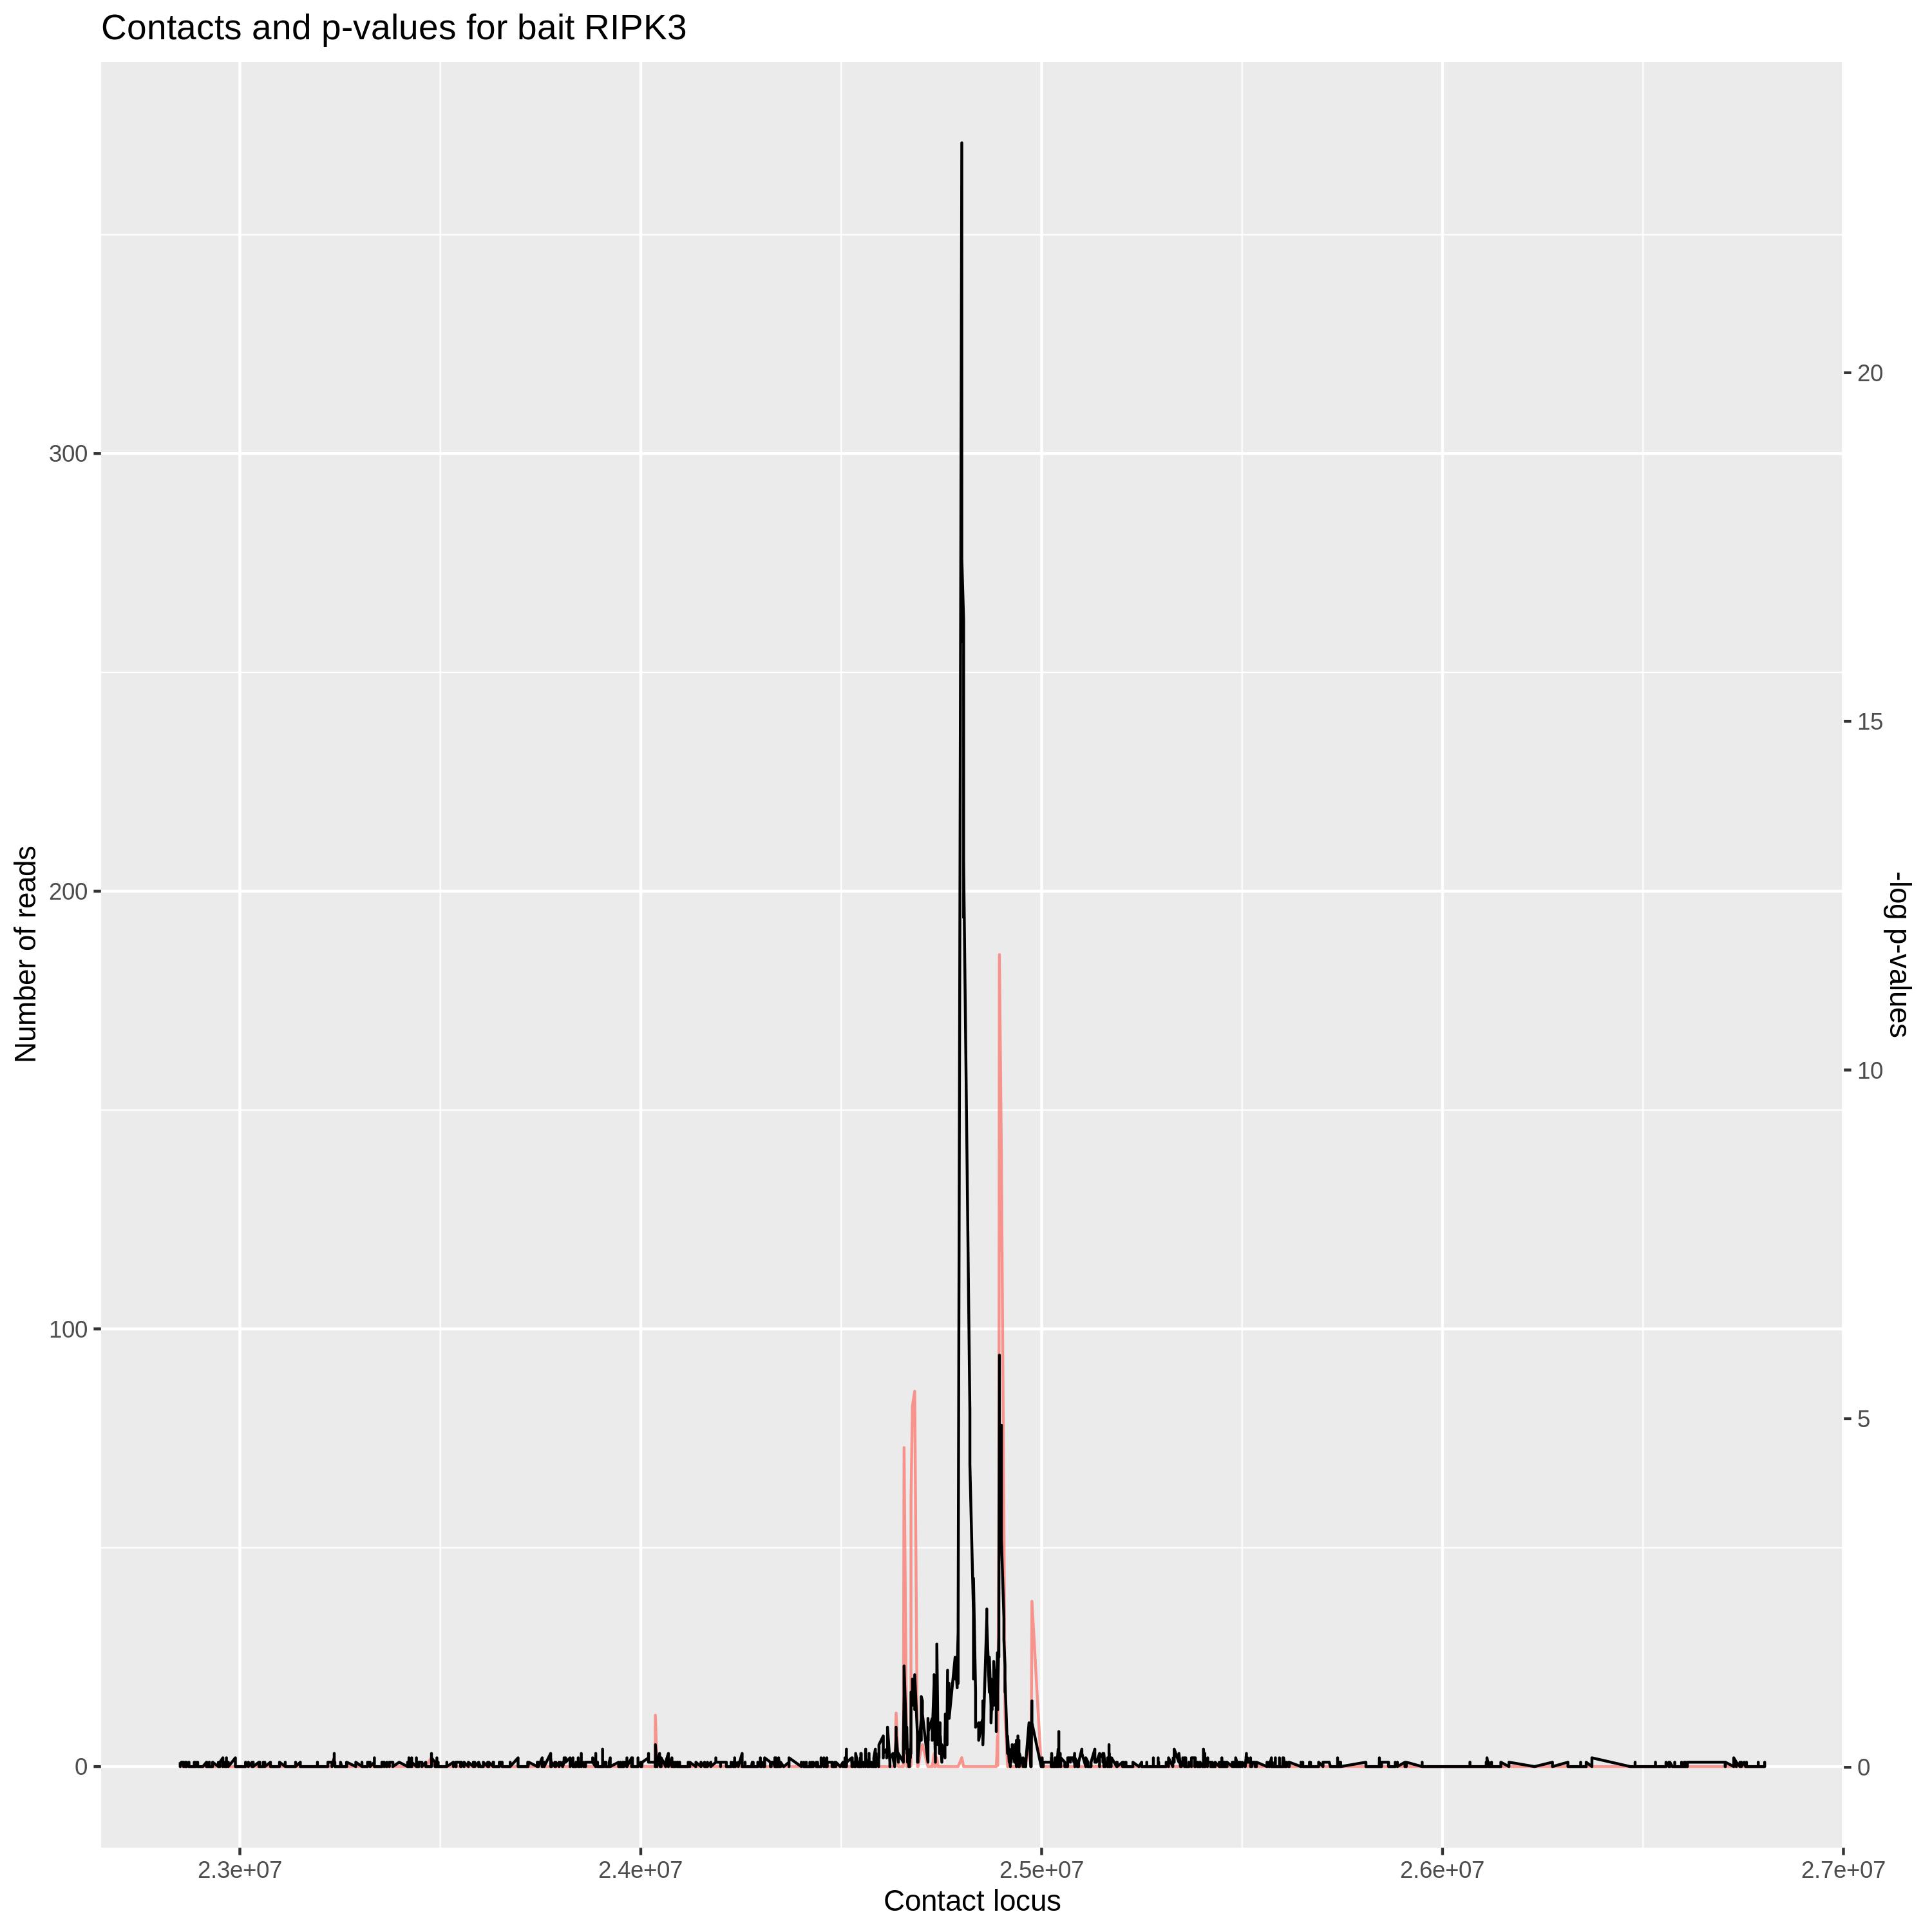 Contacts and p-values for bait RIPK3
300
200
100
0
20
15
10
5
0
Number of reads
-log p-values
2.3e+07 2.4e+07 2.5e+07 2.6e+07 2.7e+07
Contact locus